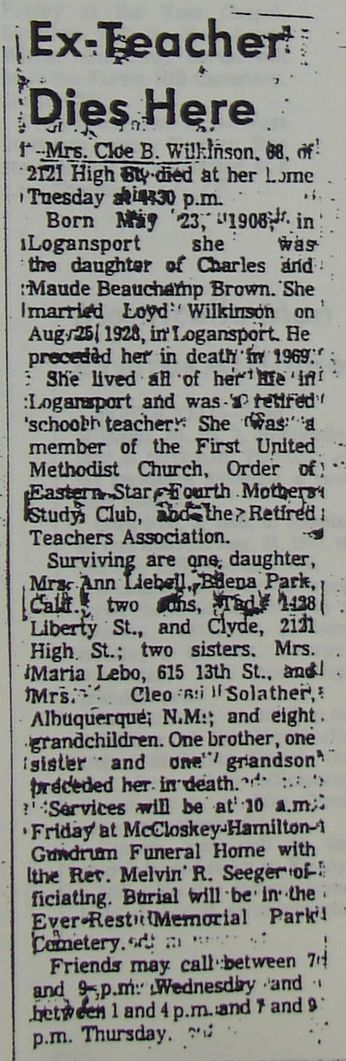 Ex-Teacher
Dies Here
Mrs. Cloe B. Wilkinson, 68, of
2121 High St. died at her home
Tuesday at p.m.
Born May 23, 1906, in
Logansport she was
the daughter of Charles and
Maude Beauchamp Brown. She
married Loyd Wilkinson on
Aug. 25, 1928, in Logansport. He
preceded her in death in 1969.
She lived all of her life in
Logansport and was a retired
school teacher. She was a
member of the First United
Methodist Church, Order of
Eastern Star, Fourth Mothers
Study Club, and the Retired
Teachers Association.
Surviving are one daughter,
Mrs. Ann Liebell, Buena Park,
Calif.; two sons, 1428
Liberty St., and Clyde, 2121
High St.; two sisters. Mrs.
Maria Lebo, 615 13th St., and
Mrs. Cleo Solather,
Albuquerque, N.M.; and eight
grandchildren. One brother, one
sister and one grandson
preceded her in death.
Services will be at 10 a.m.
Friday at McCloskey-Hamilton-
Gundrum Funeral Home with
the Rev. Melvin R. Seeger of-
ficiating. Burial will be in the
Ever-Rest Memorial Park
Cemetery.
Friends may call between 7
and 9 p.m. Wednesday and
between 1 and 4 p.m. and 7 and 9
p.m. Thursday.